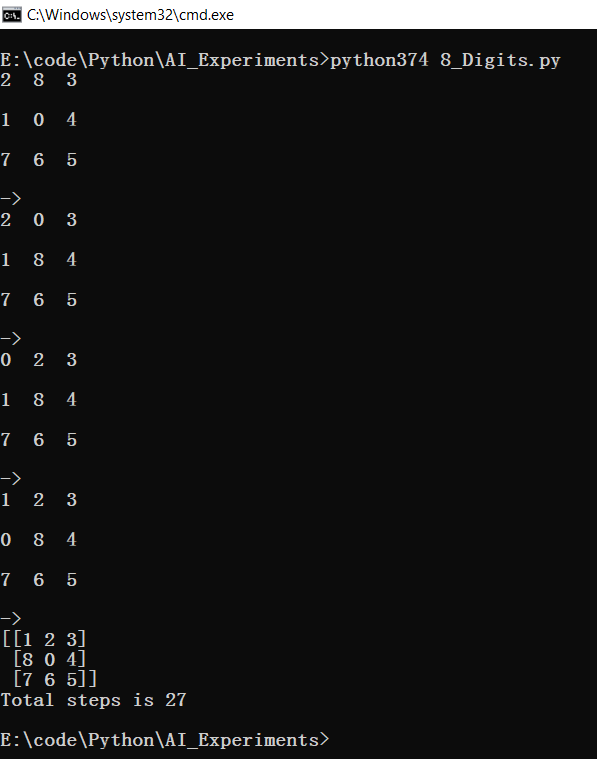 C:\Windows\system32\cmd.exe
E:\code\Python\AI_Experiments>python374 8_Digits.py
2  8  3
1  0  4
7  6  5
->
2  0  3
1  8  4
7  6  5
->
0  2  3
1  8  4
7  6  5
->
1  2  3
0  8  4
7  6  5
->
[[1 2 3]
 [8 0 4]
 [7 6 5]]
Total steps is 27
E:\code\Python\AI_Experiments>